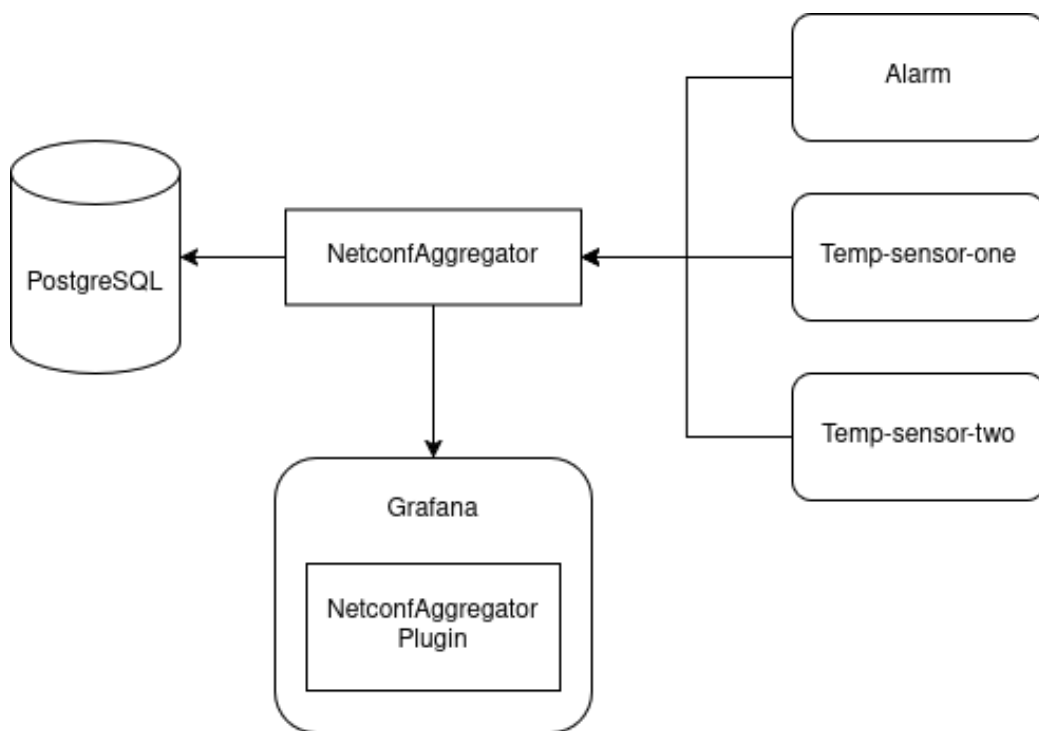 Alarm
PostgreSQL
NetconfAggregator
Temp-sensor-one
Temp-sensor-two
Grafana
NetconfAggregator
Plugin